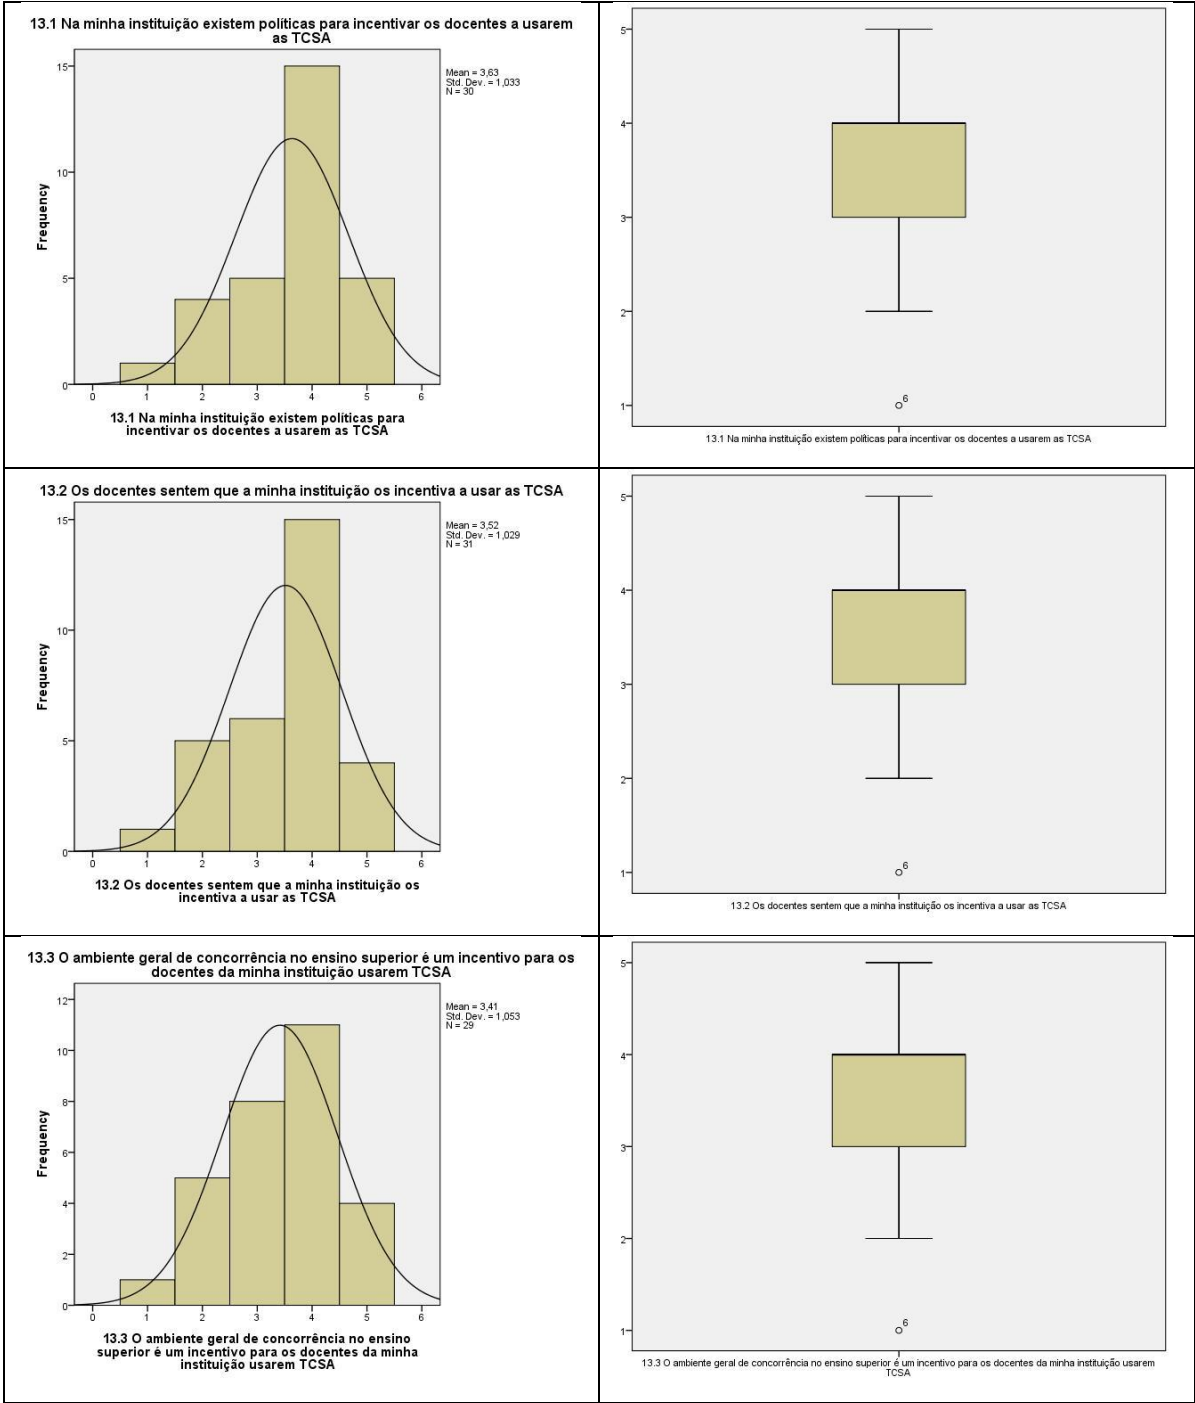 13.1 Na minha instituição existem políticas para incentivar os docentes a usarem
as TCSA
Mean = 3,63
Std. Dev. = 1,033
N = 30
Frequency
15
10
5
0
0 1 2 3 4 5 6
13.1 Na minha instituição existem políticas para
incentivar os docentes a usarem as TCSA
5
4
3
2
1
6
13.1 Na minha instituição existem políticas para incentivar os docentes a usarem as TCSA
13.2 Os docentes sentem que a minha instituição os incentiva a usar as TCSA
Mean = 3,52
Std. Dev. = 1,029
N = 31
Frequency
15
10
5
0
0 1 2 3 4 5 6
13.2 Os docentes sentem que a minha instituição os
incentiva a usar as TCSA
5
4
3
2
1
6
13.2 Os docentes sentem que a minha instituição os incentiva a usar as TCSA
13.3 O ambiente geral de concorrência no ensino superior é um incentivo para os
docentes da minha instituição usarem TCSA
Mean = 3,41
Std. Dev. = 1,053
N = 29
Frequency
12
10
8
6
4
2
0
0 1 2 3 4 5 6
13.3 O ambiente geral de concorrência no ensino
superior é um incentivo para os docentes da minha
instituição usarem TCSA
5
4
3
2
1
6
13.3 O ambiente geral de concorrência no ensino superior é um incentivo para os docentes da minha instituição usarem
TCSA